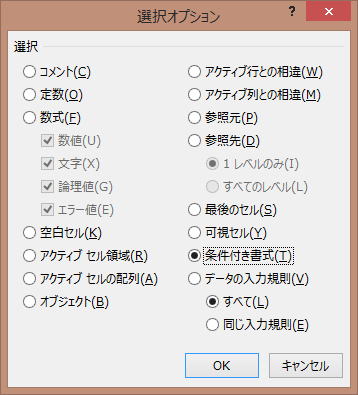 選択オプション
選択
コメント(C)
定数(O)
数式(F)
数値(U)
文字(X)
論理値(G)
エラー値(E)
空白セル(K)
アクティブ セル領域(R)
アクティブ セルの配列(A)
オブジェクト(B)
アクティブ行との相違(W)
アクティブ列との相違(M)
参照元(P)
参照先(D)
1 レベルのみ(I)
すべてのレベル(L)
最後のセル(S)
可視セル(Y)
条件付き書式(T)
データの入力規則(V)
すべて(L)
同じ入力規則(E)
OK
キャンセル